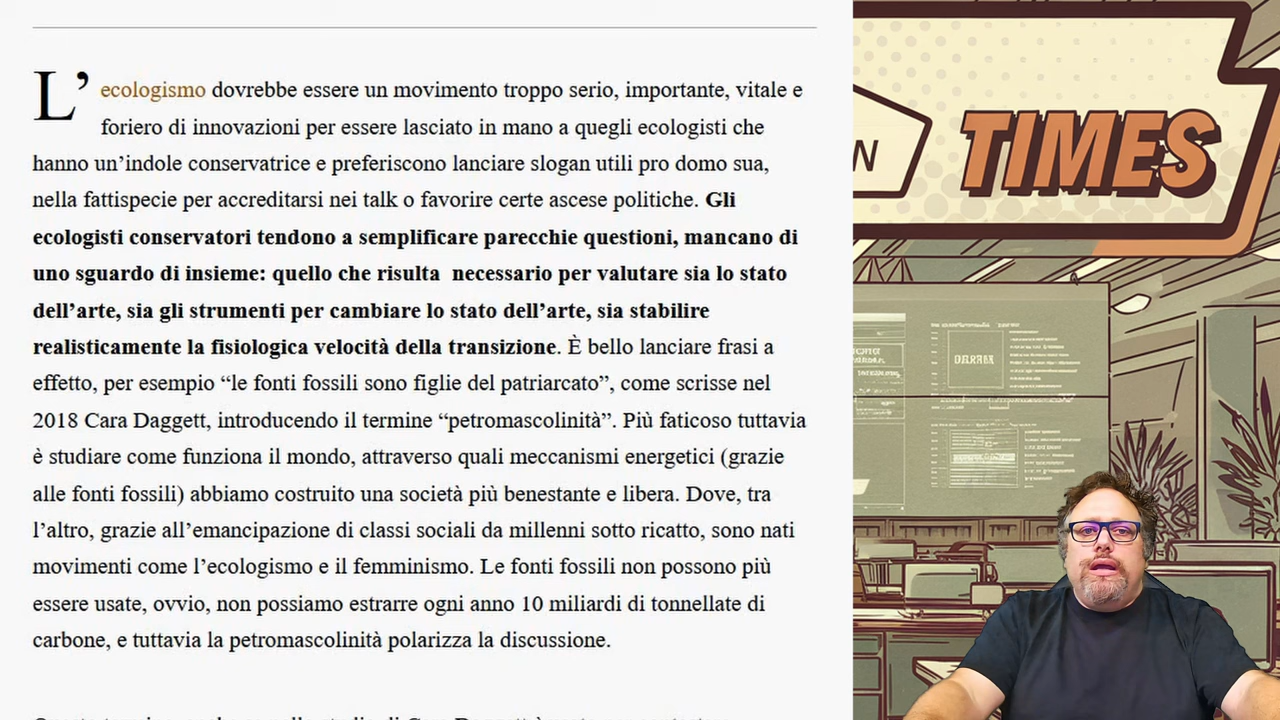 L’ecologismo dovrebbe essere un movimento troppo serio, importante, vitale e
foriero di innovazioni per essere lasciato in mano a quegli ecologisti che
hanno un’indole conservatrice e preferiscono lanciare slogan utili pro domo sua,
nella fattispecie per accreditarsi nei talk o favorire certe ascese politiche. Gli
ecologisti conservatori tendono a semplificare parecchie questioni, mancano di
uno sguardo di insieme: quello che risulta necessario per valutare sia lo stato
dell’arte, sia gli strumenti per cambiare lo stato dell’arte, sia stabilire
realisticamente la fisiologica velocità della transizione. È bello lanciare frasi a
effetto, per esempio “le fonti fossili sono figlie del patriarcato”, come scrisse nel
2018 Cara Daggett, introducendo il termine “petromascolinità”. Più faticoso tuttavia
è studiare come funziona il mondo, attraverso quali meccanismi energetici (grazie
alle fonti fossili) abbiamo costruito una società più benestante e libera. Dove, tra
l’altro, grazie all’emancipazione di classi sociali da millenni sotto ricatto, sono nati
movimenti come l’ecologismo e il femminismo. Le fonti fossili non possono più
essere usate, ovvio, non possiamo estrarre ogni anno 10 miliardi di tonnellate di
carbone, e tuttavia la petromascolinità polarizza la discussione.
N
TIMES